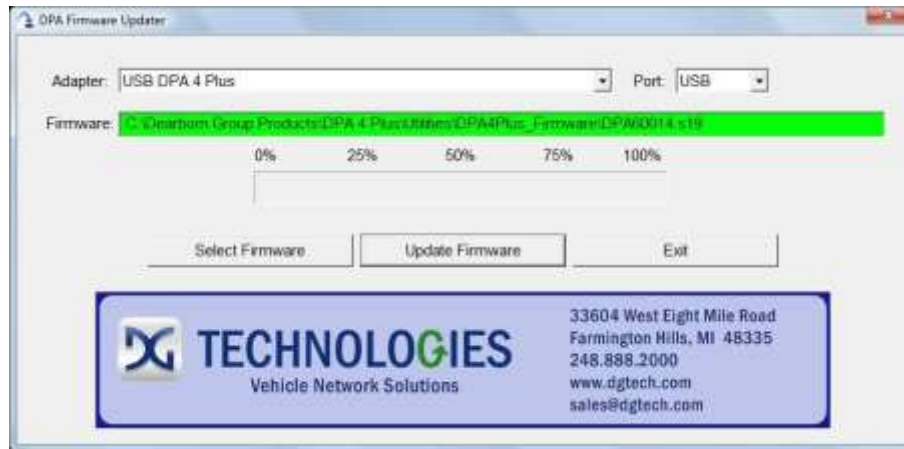 DPA Firmware Updater
Adapter: USB DPA 4 Plus Port: USB
Firmware: C:\Dearborn Group Products\DPA 4 Plus\Utilities\DPA4Plus_Firmware\DPA60014.s19
0% 25% 50% 75% 100%
Select Firmware Update Firmware Exit
DG TECHNOLOGIES
Vehicle Network Solutions
33604 West Eight Mile Road
Farmington Hills, MI 48335
248.888.2000
www.dgtech.com
sales@dgtech.com